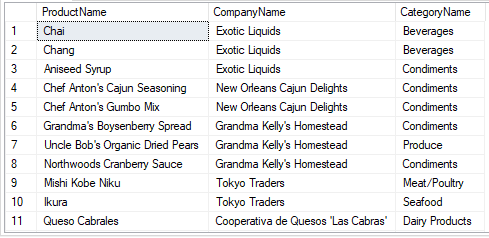 ProductName CompanyName CategoryName
1 Chai Exotic Liquids Beverages
2 Chang Exotic Liquids Beverages
3 Aniseed Syrup Exotic Liquids Condiments
4 Chef Anton's Cajun Seasoning New Orleans Cajun Delights Condiments
5 Chef Anton's Gumbo Mix New Orleans Cajun Delights Condiments
6 Grandma's Boysenberry Spread Grandma Kelly's Homestead Condiments
7 Uncle Bob's Organic Dried Pears Grandma Kelly's Homestead Produce
8 Northwoods Cranberry Sauce Grandma Kelly's Homestead Condiments
9 Mishi Kobe Niku Tokyo Traders Meat/Poultry
10 Ikura Tokyo Traders Seafood
11 Queso Cabrales Cooperativa de Quesos 'Las Cabras' Dairy Products